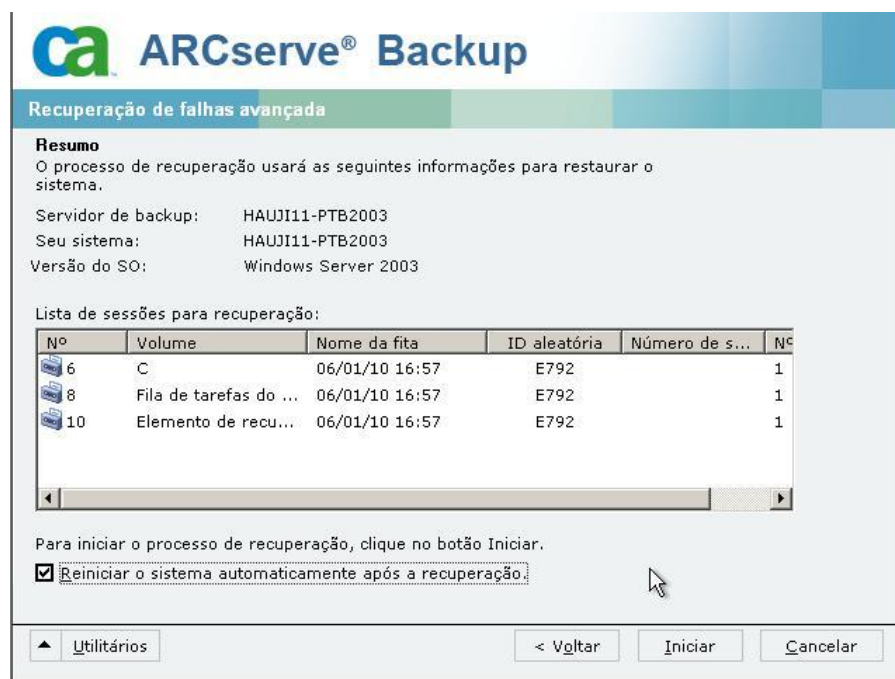 ca ARCserve® Backup
Recuperação de falhas avançada
Resumo
O processo de recuperação usará as seguintes informações para restaurar o
sistema.
Servidor de backup: HAUJI11-PTB2003
Seu sistema: HAUJI11-PTB2003
Versão do SO: Windows Server 2003
Lista de sessões para recuperação:
Nº Volume Nome da fita ID aleatória Número de s... Nº
6 C 06/01/10 16:57 E792 1
8 Fila de tarefas do ... 06/01/10 16:57 E792 1
10 Elemento de recu... 06/01/10 16:57 E792 1
Para iniciar o processo de recuperação, clique no botão Iniciar.
Reiniciar o sistema automaticamente após a recuperação.
Utilitários < Voltar Iniciar Cancelar